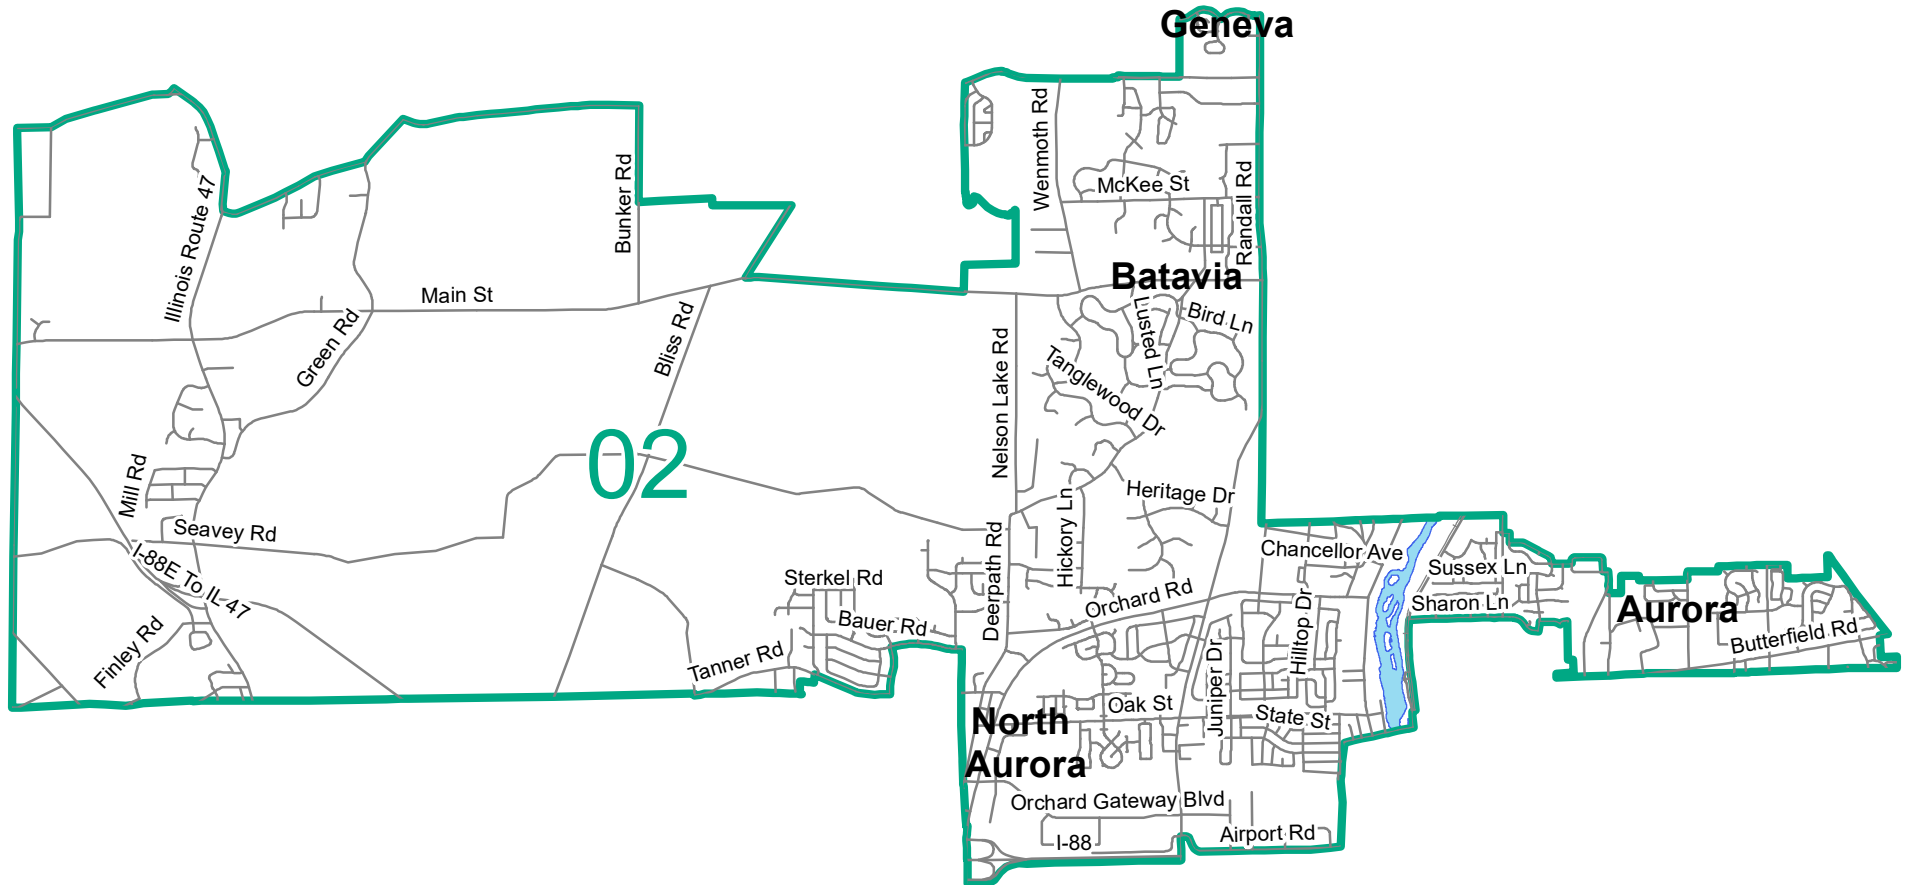 Geneva
Wenmoth Rd
McKee St
Randall Rd
Illinois Route 47
Bunker Rd
Batavia
Main St
Green Rd
Bliss Rd
Nelson Lake Rd
Lusted Ln
Bird Ln
Tanglewood Dr
02
Mill Rd
Seavey Rd
Heritage Dr
Hickory Ln
Deerpath Rd
I-88E To IL 47
Finley Rd
Sterkel Rd
Bauer Rd
Tanner Rd
Orchard Rd
Chancellor Ave
Sussex Ln
Sharon Ln
Hilltop Dr
Juniper Dr
Aurora
Butterfield Rd
North
Aurora
Oak St
State St
Orchard Gateway Blvd
I-88
Airport Rd